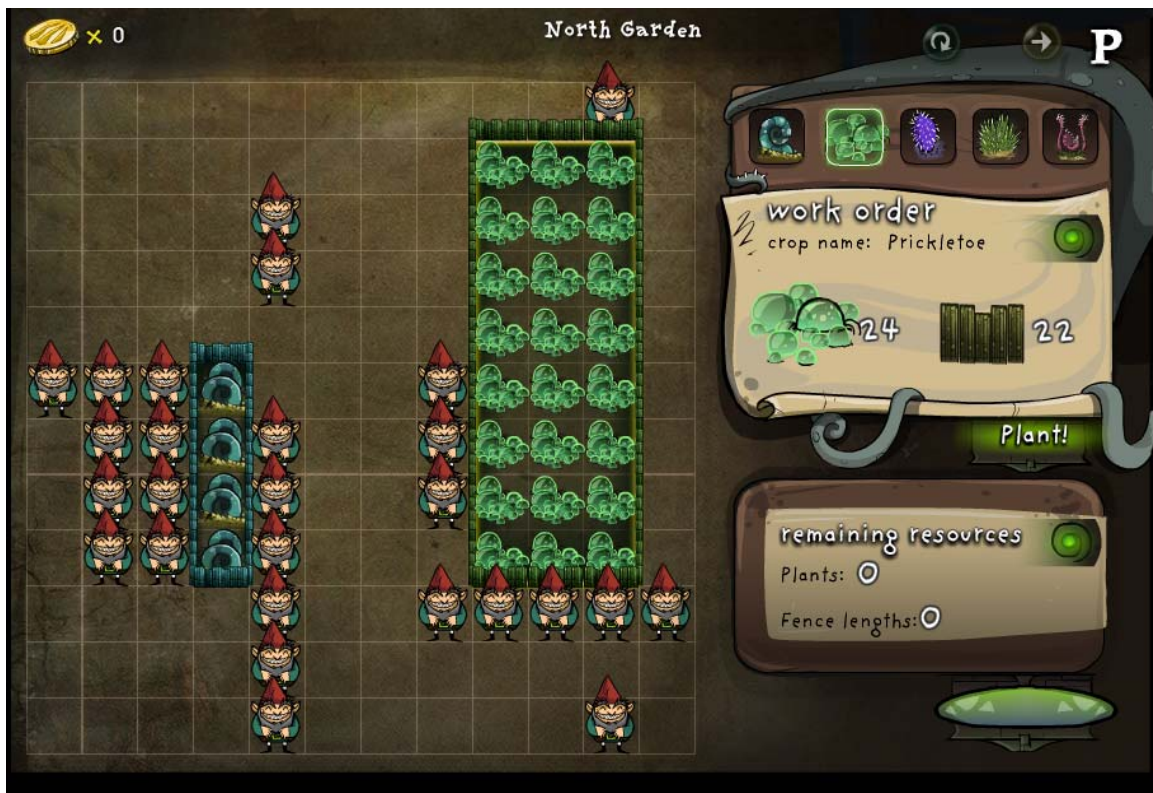 × 0
North Garden
P
work order
crop name: Prickletoe
24
22
Plant!
remaining resources
Plants: 0
Fence lengths: 0